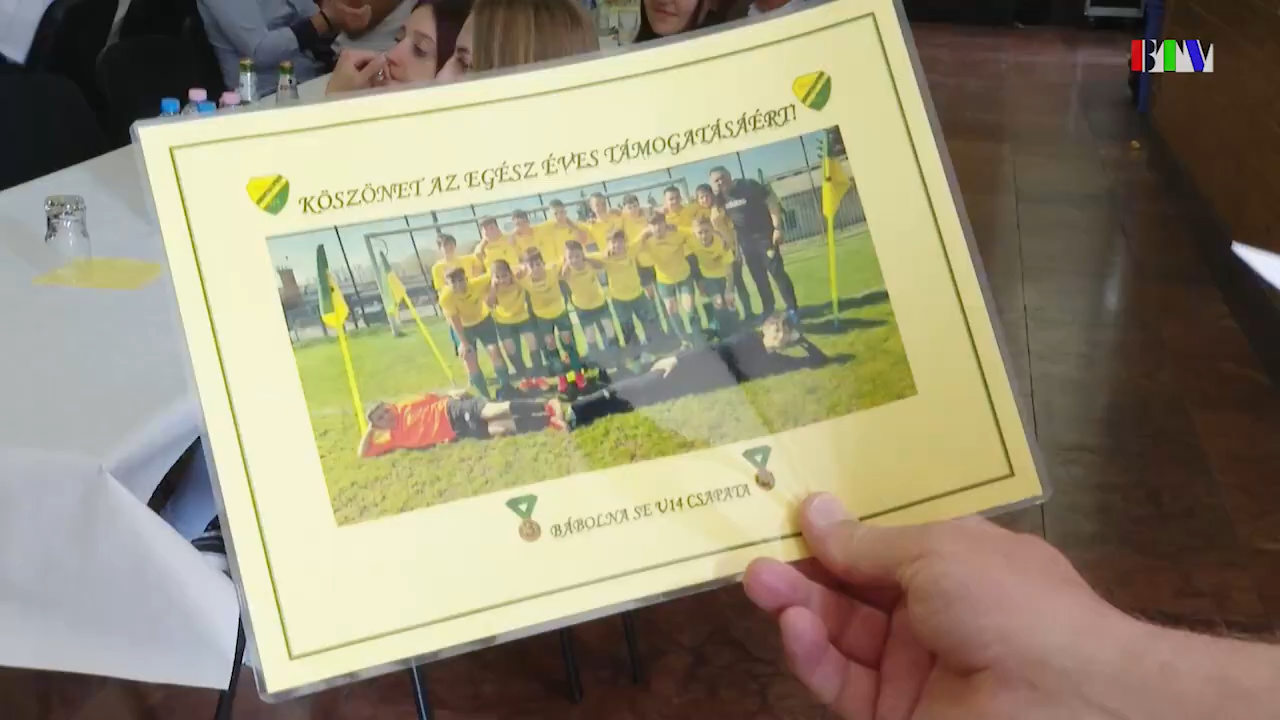 BTV
KÖSZÖNET AZ EGÉSZ ÉVES TÁMOGATÁSÁÉRT!
BÁBOLNA SE U14 CSAPATA